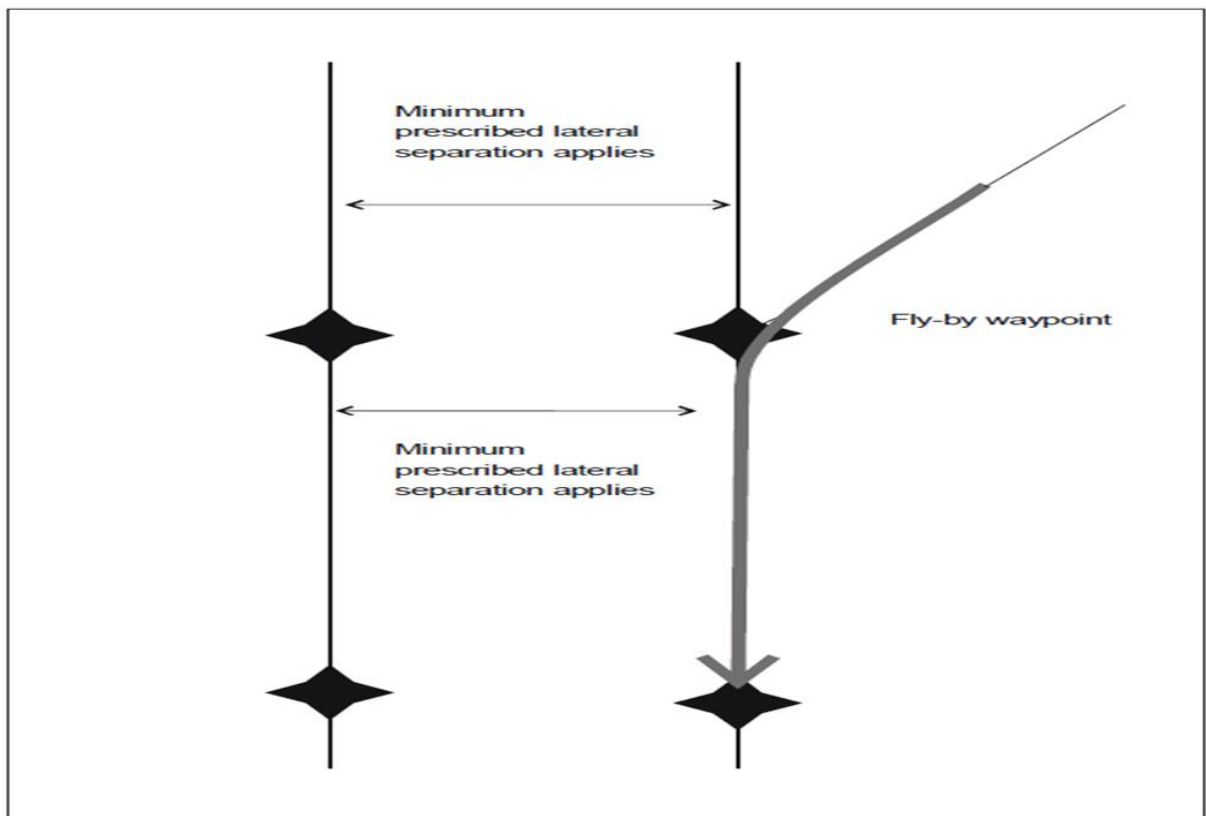 Minimum
prescribed lateral
separation applies
Fly-by waypoint
Minimum
prescribed lateral
separation applies